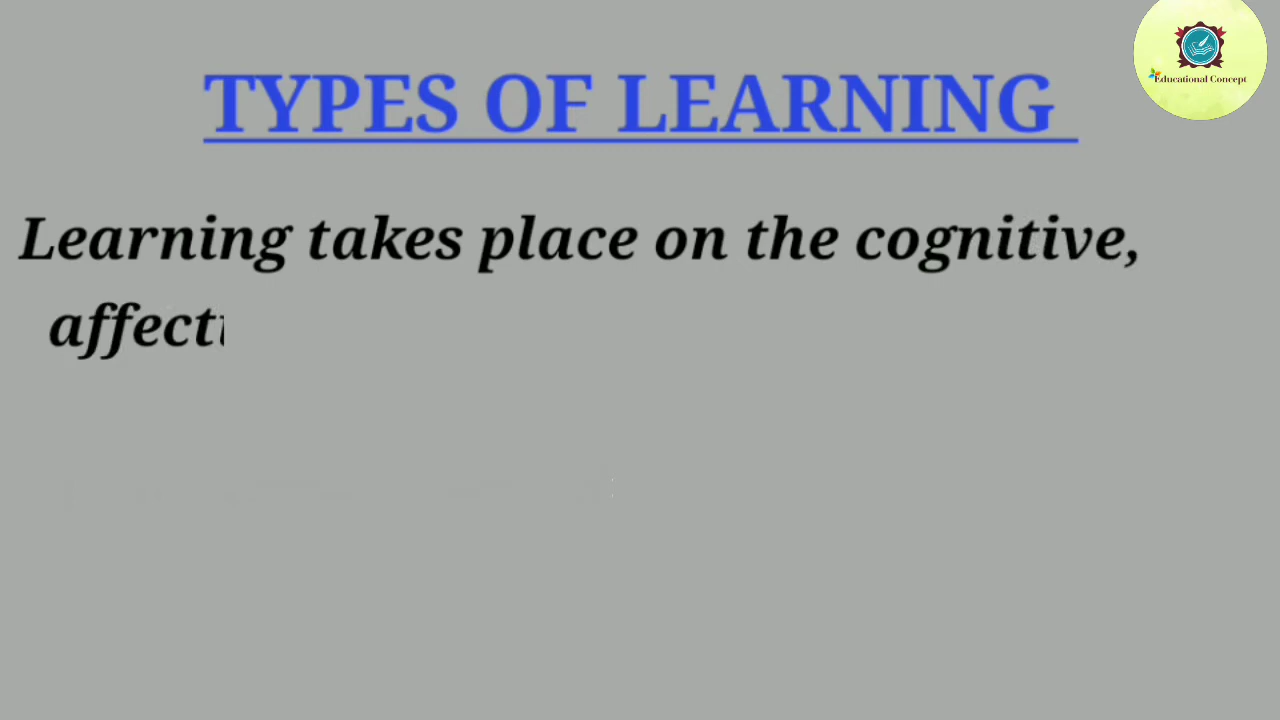 TYPES OF LEARNING
Educational Concept
Learning takes place on the cognitive,
affect